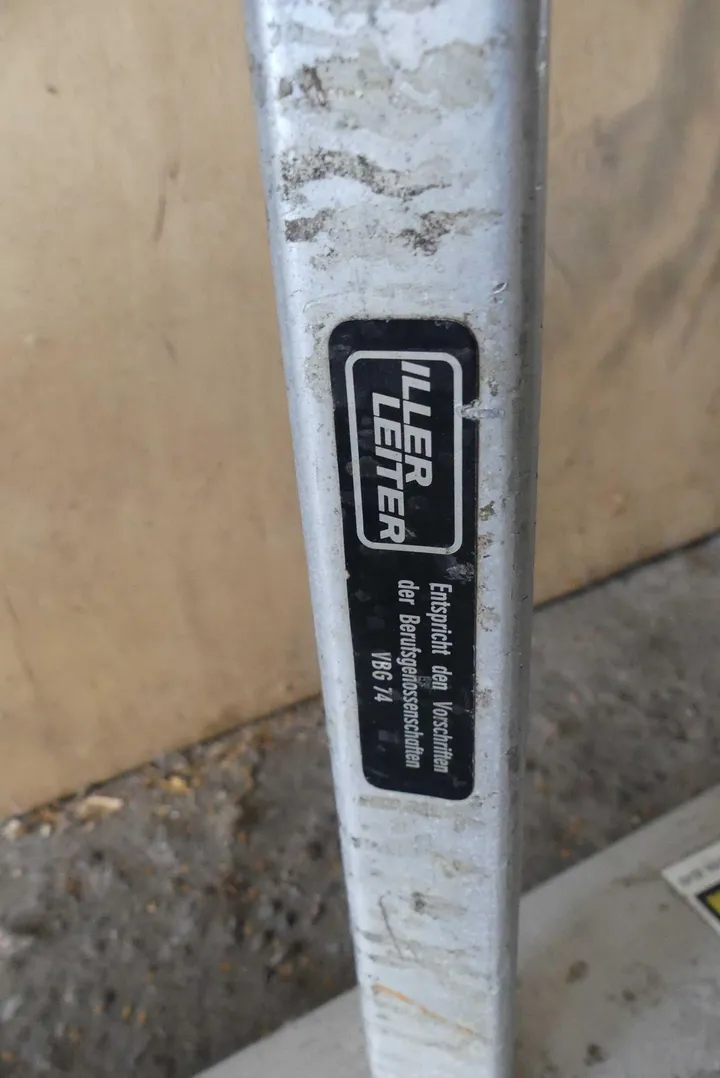 ILLER
LEITER
Entspricht den Vorschriften
der Berufsgenossenschaften
VBG 74